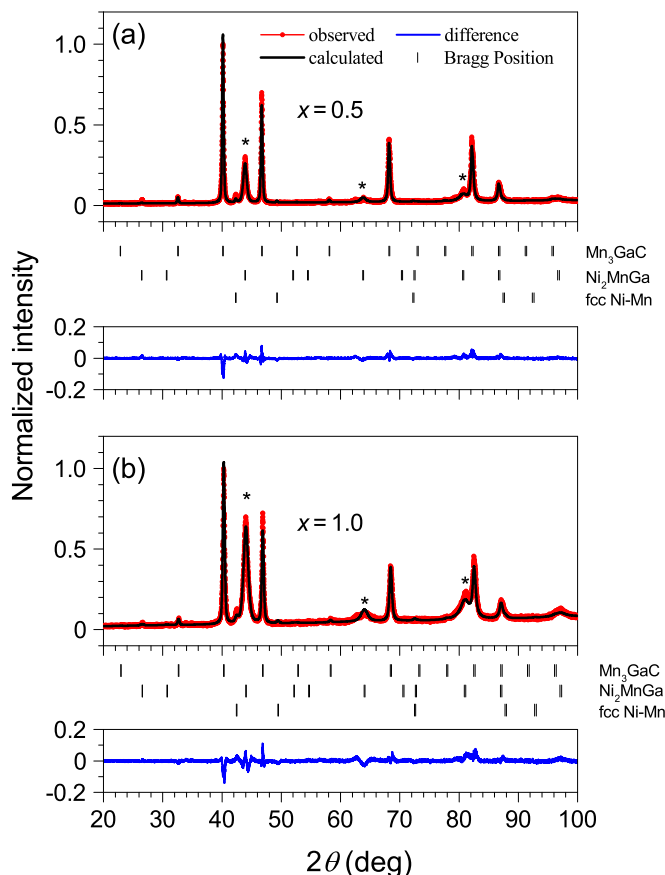 (a)
observed
difference
calculated
Bragg Position
1.0
0.5
0
x = 0.5
*
*
*
Mn₃GaC
Ni₂MnGa
fcc Ni-Mn
0.2
0
-0.2
Normalized intensity
(b)
1.0
0.5
0
x = 1.0
*
*
*
Mn₃GaC
Ni₂MnGa
fcc Ni-Mn
0.2
0
-0.2
20 30 40 50 60 70 80 90 100
2θ (deg)